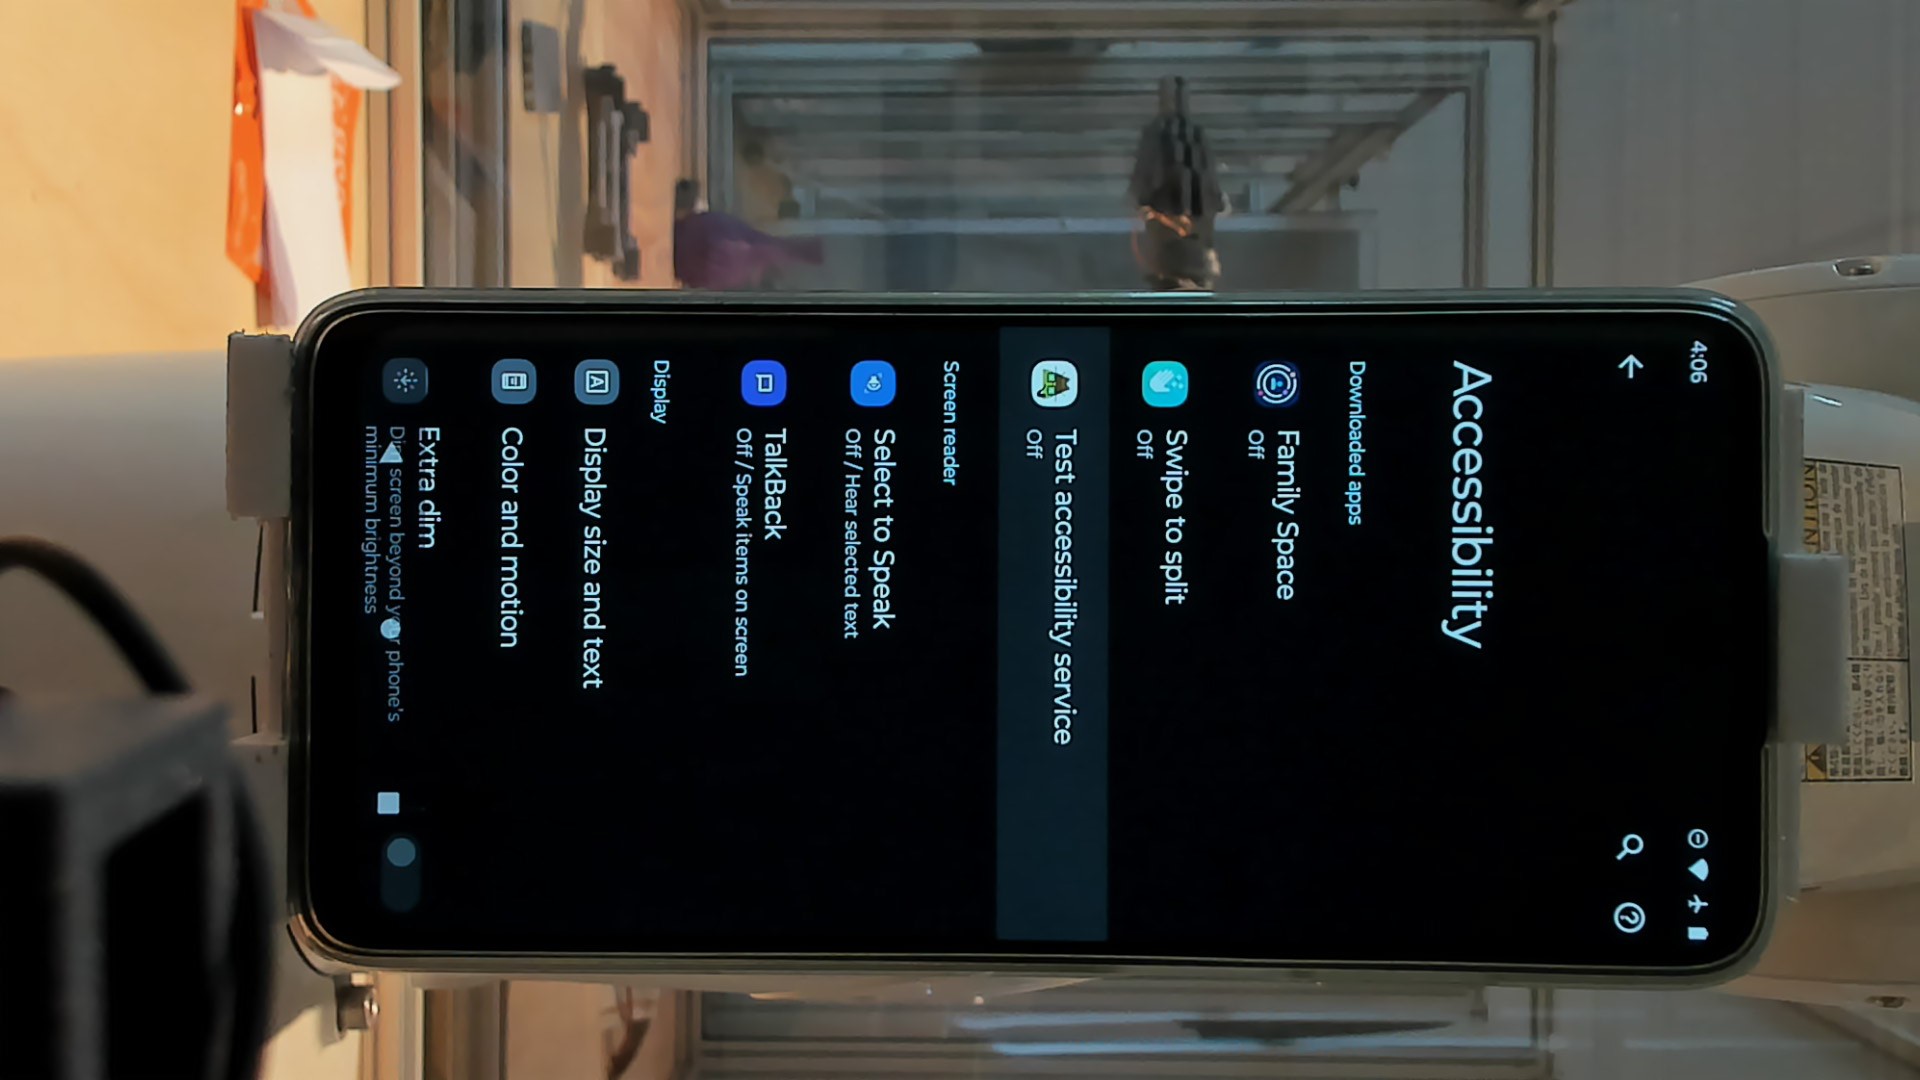 4:06
Accessibility
Downloaded apps
Family Space
Off
Swipe to split
Off
Test accessibility service
Off
Screen reader
Select to Speak
Off / Hear selected text
TalkBack
Off / Speak items on screen
Display
Display size and text
Color and motion
Extra dim
screen beyond your phone's
minimum brightness